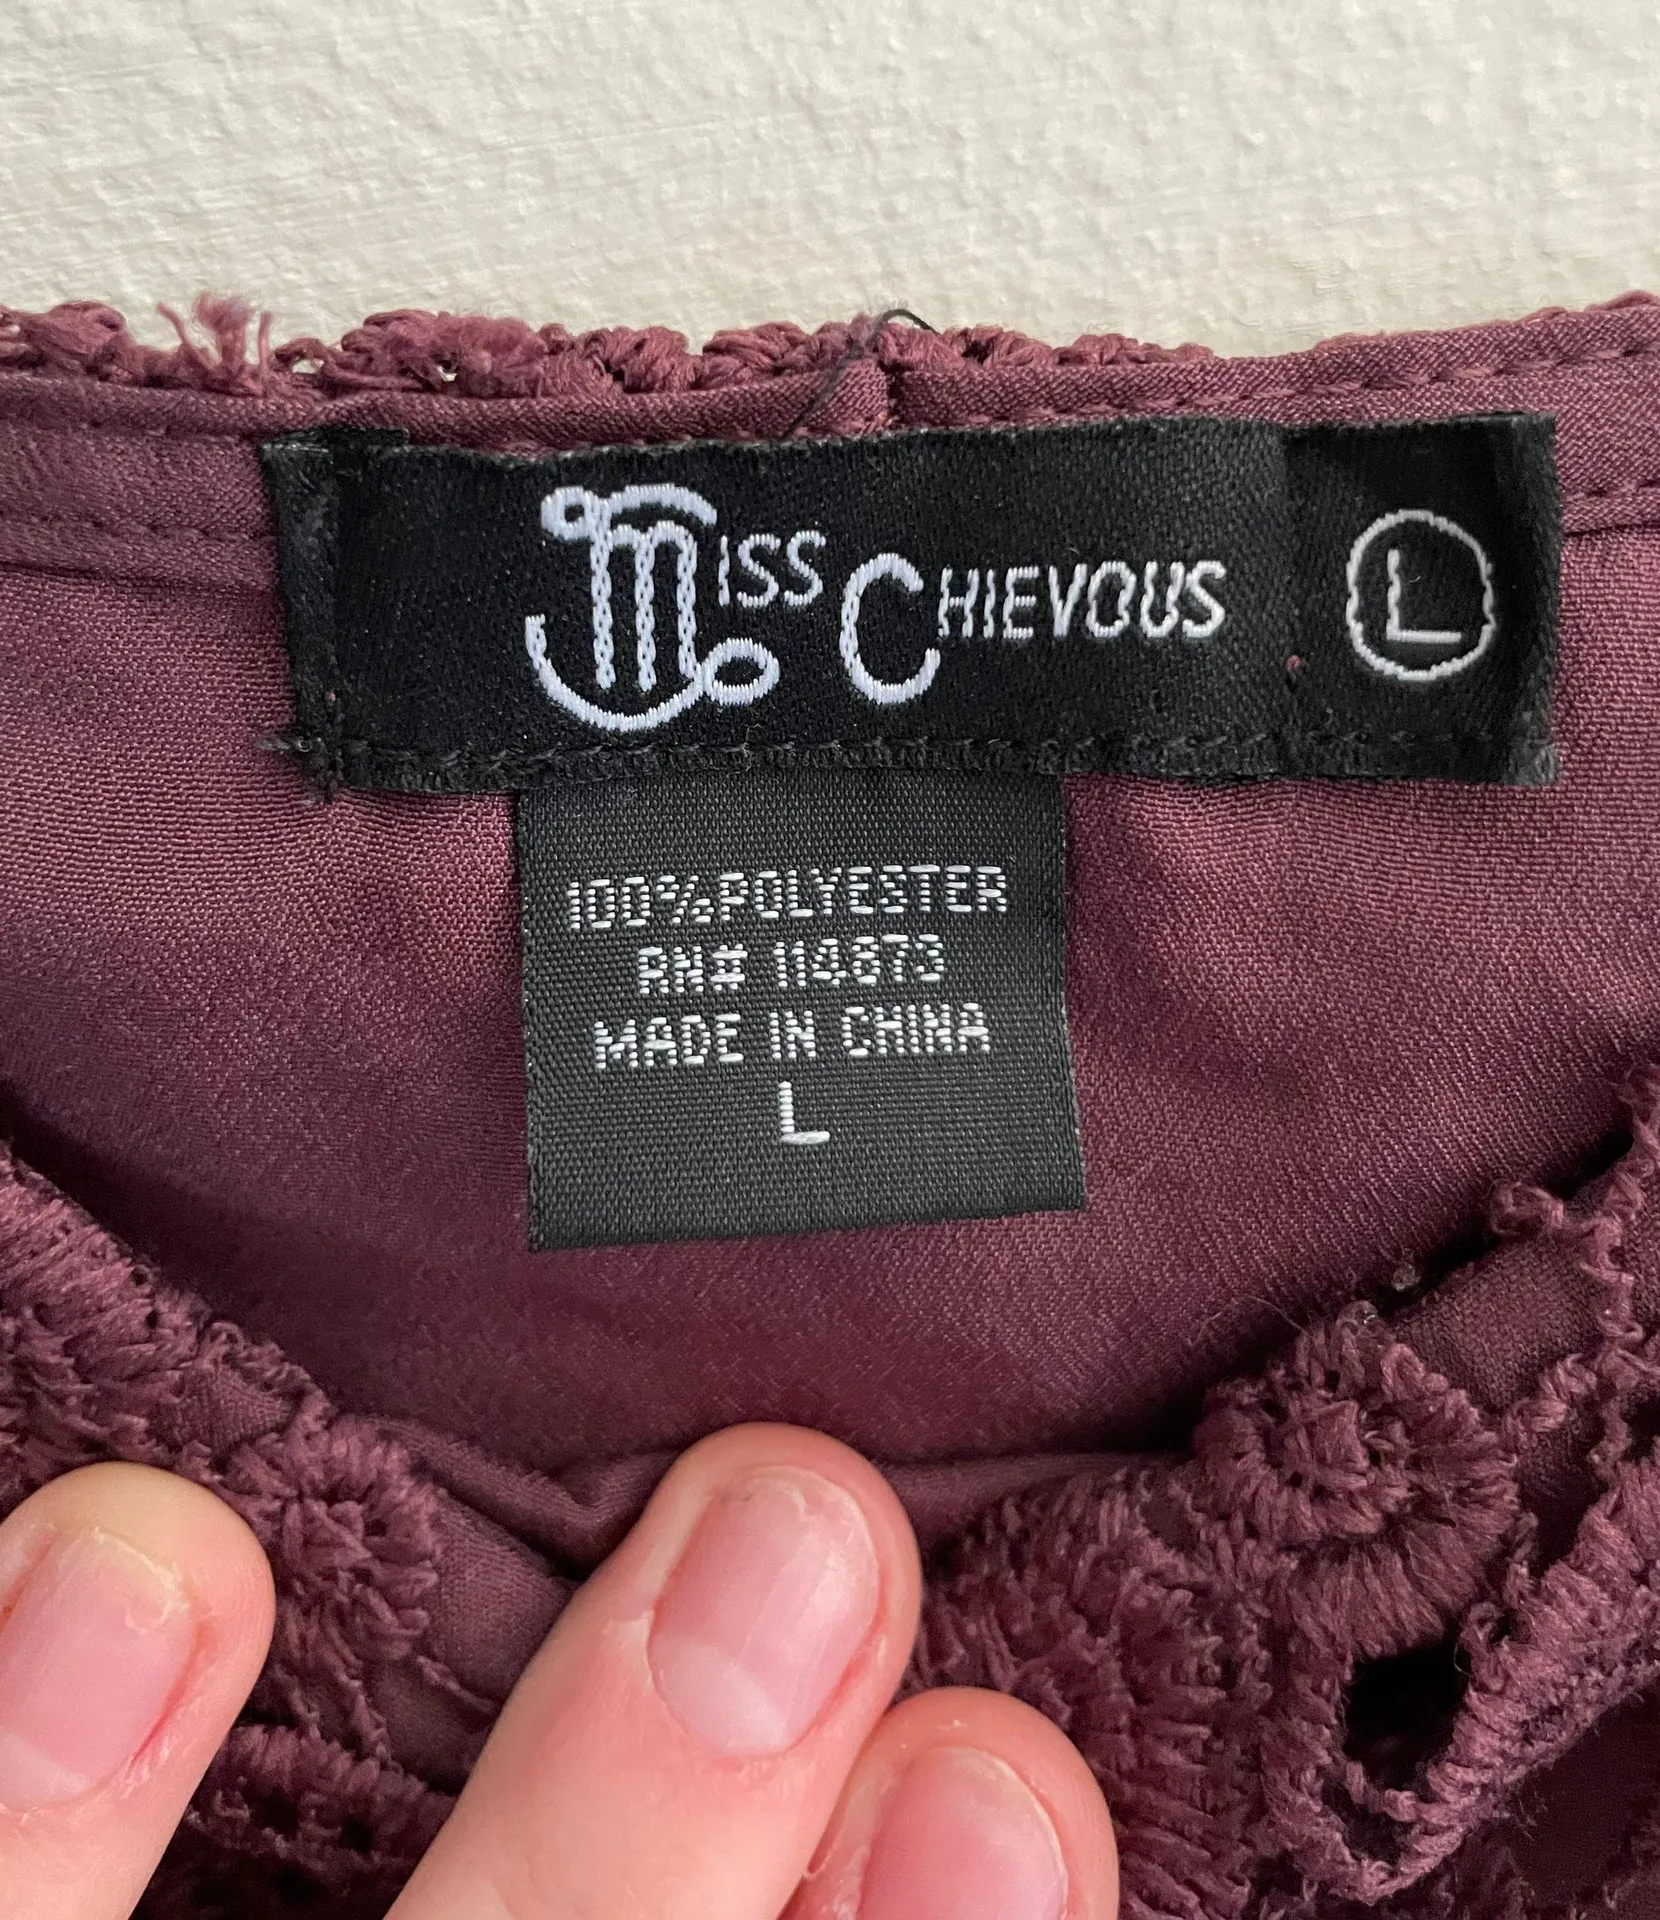 MISS CHIEVOUS L
100% POLYESTER
RN# 114673
MADE IN CHINA
L